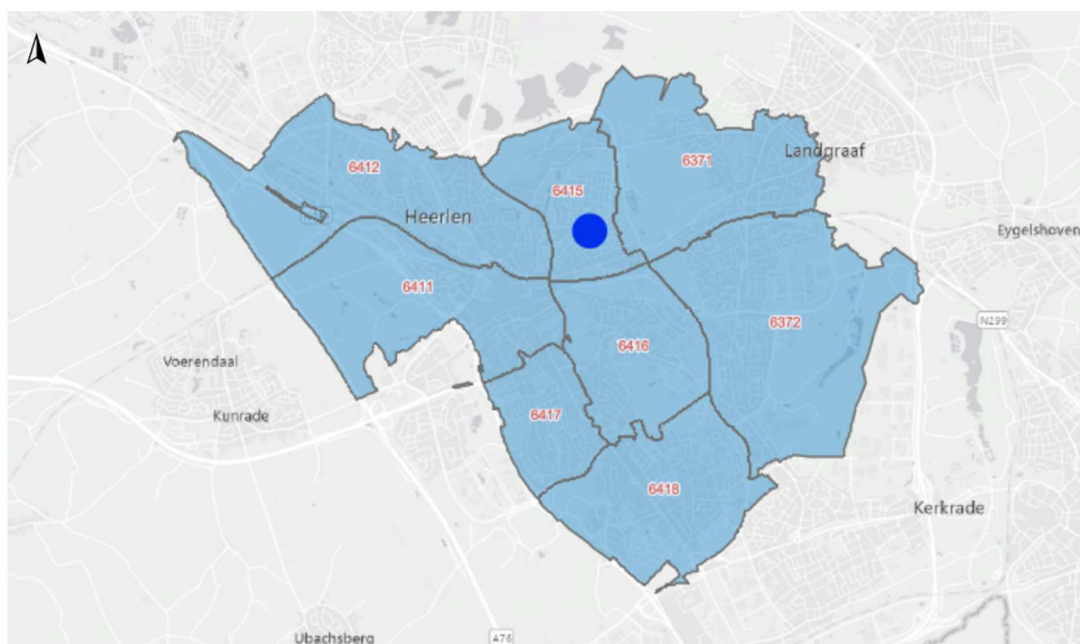 Landgraaf
6371
6412
6415
Heerlen
Eygelshoven
6411
N299
6372
6416
Voerendaal
Kunrade
6417
6418
Kerkrade
Ubachsberg
A76